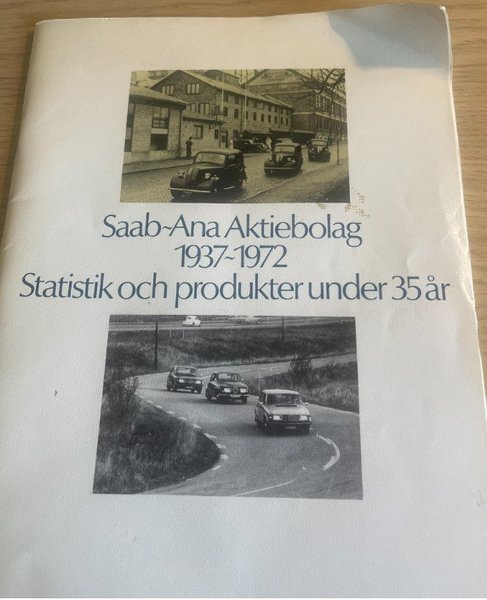 Saab~Ana Aktiebolag
1937~1972
Statistik och produkter under 35 år